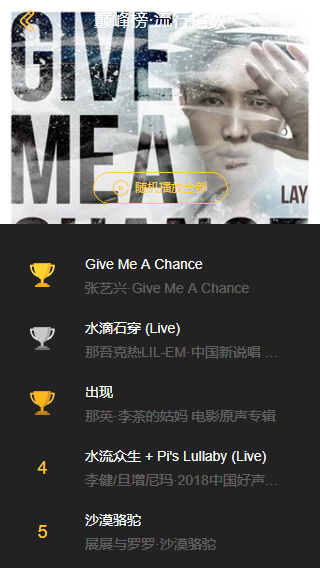 巅峰榜·流行指数
GIVE
ME A
CHANCE
LAY
随机播放全部
Give Me A Chance
张艺兴·Give Me A Chance
水滴石穿 (Live)
那吾克热LIL-EM·中国新说唱 ...
出现
那英·李茶的姑妈 电影原声专辑
4
水流众生 + Pi's Lullaby (Live)
李健/旦增尼玛·2018中国好声...
5
沙漠骆驼
展展与罗罗·沙漠骆驼